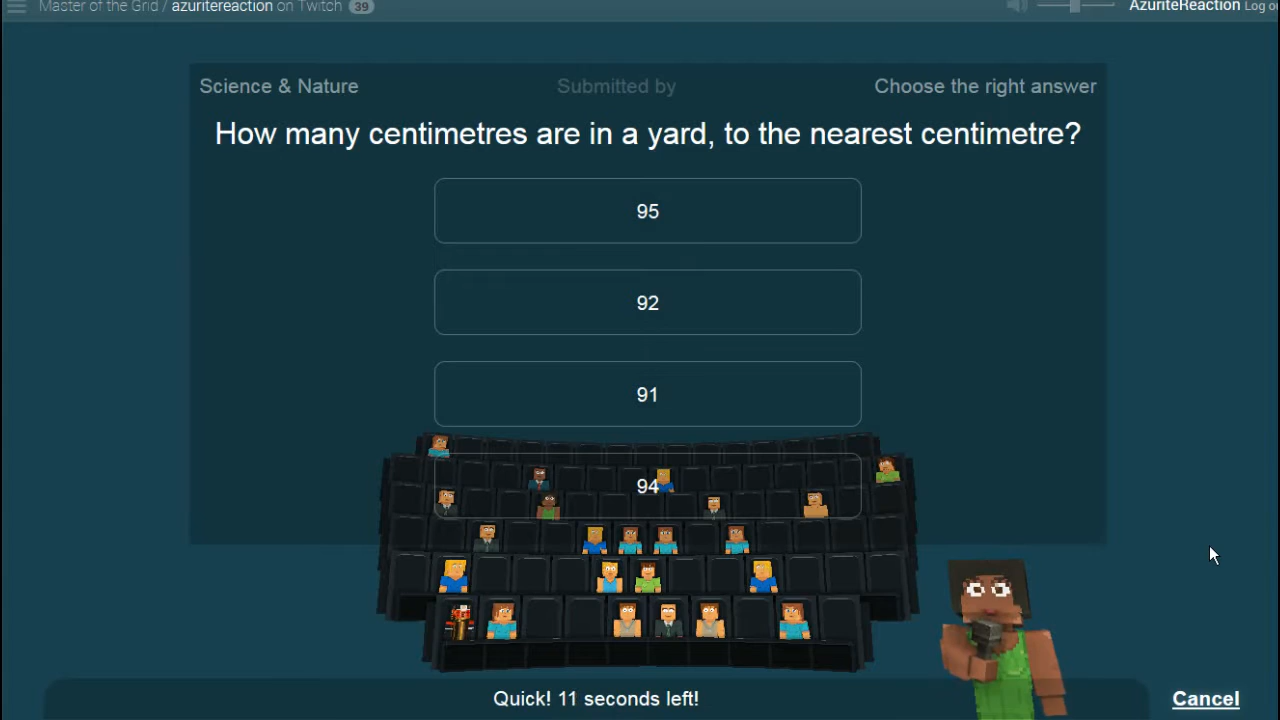 Master of the Grid / azuritereaction on Twitch 39
AzuriteReaction Log
Science & Nature
Submitted by
Choose the right answer
How many centimetres are in a yard, to the nearest centimetre?
95
92
91
94
Quick! 11 seconds left!
Cancel